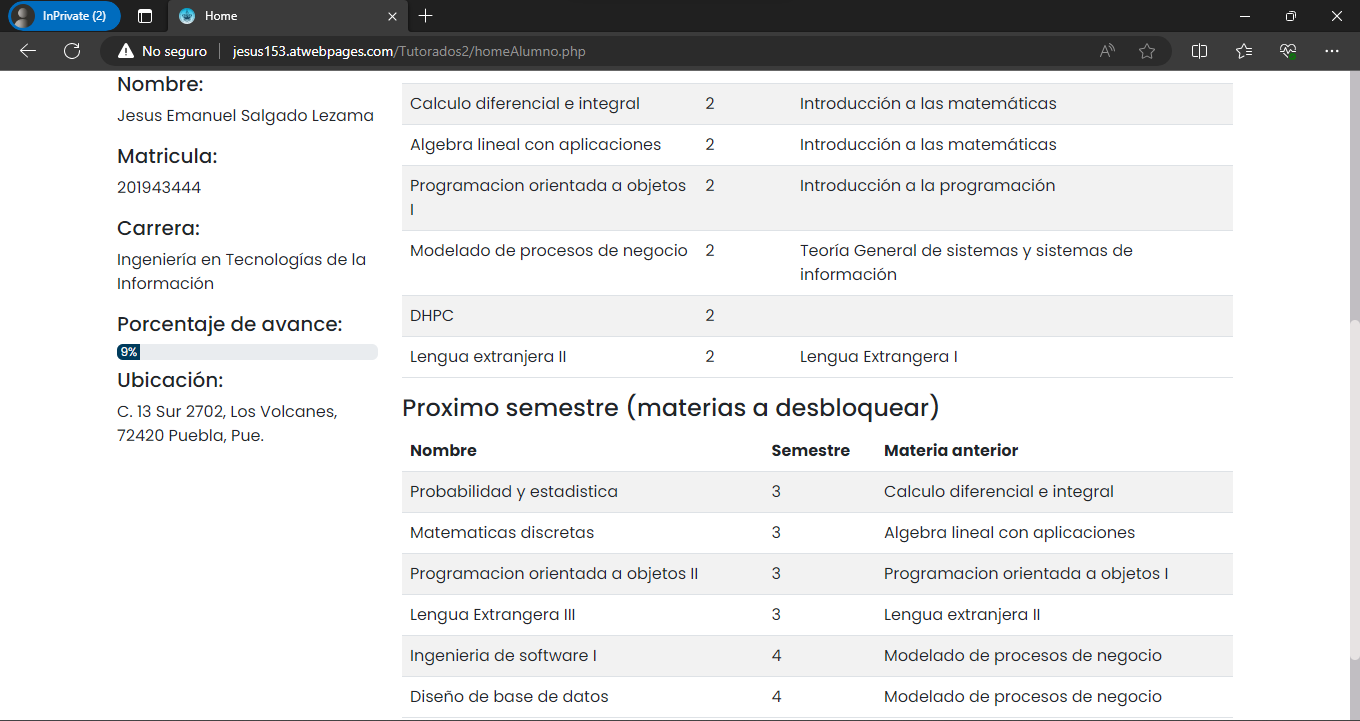 InPrivate (2)
Home
No seguro
jesus153.atwebpages.com/Tutorados2/homeAlumno.php
Nombre:
Jesus Emanuel Salgado Lezama
Matricula:
201943444
Carrera:
Ingeniería en Tecnologías de la
Información
Porcentaje de avance:
9%
Ubicación:
C. 13 Sur 2702, Los Volcanes,
72420 Puebla, Pue.
Calculo diferencial e integral 2 Introducción a las matemáticas
Algebra lineal con aplicaciones 2 Introducción a las matemáticas
Programacion orientada a objetos 2 Introducción a la programación
I
Modelado de procesos de negocio 2 Teoría General de sistemas y sistemas de
información
DHPC 2
Lengua extranjera II 2 Lengua Extrangera I
Proximo semestre (materias a desbloquear)
Nombre Semestre Materia anterior
Probabilidad y estadistica 3 Calculo diferencial e integral
Matematicas discretas 3 Algebra lineal con aplicaciones
Programacion orientada a objetos II 3 Programacion orientada a objetos I
Lengua Extrangera III 3 Lengua extranjera II
Ingenieria de software I 4 Modelado de procesos de negocio
Diseño de base de datos 4 Modelado de procesos de negocio